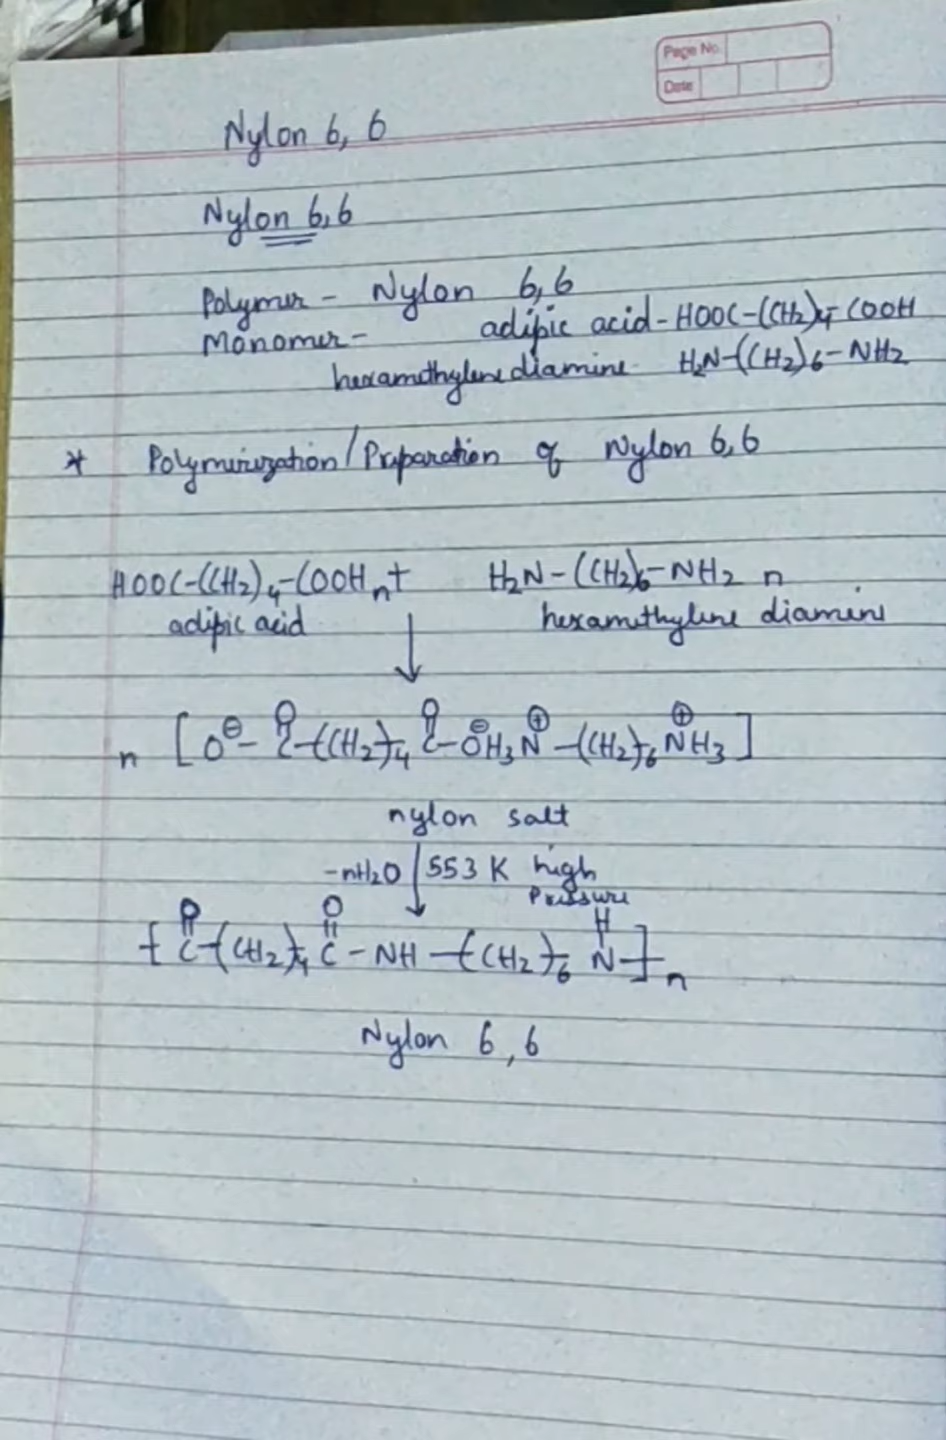 Page No.
Date
Nylon 6, 6
Nylon 6,6
Polymer - Nylon 6,6
Monomer - adipic acid - HOOC-(CH2)4-COOH
hexamethylene diamine H2N-(CH2)6-NH2
* Polymerization/Preparation of Nylon 6,6
HOOC-(CH2)4-COOH n + H2N-(CH2)6-NH2 n
adipic acid hexamethylene diamine
↓
O O
n [O⊖-C-(CH2)4 C-O⊖H3N⊕-(CH2)6 N⊕H3]
nylon salt
-nH2O ↓ 553 K high
Pressure
O O H
[C-(CH2)4 C-NH-(CH2)6 N-]n
Nylon 6,6